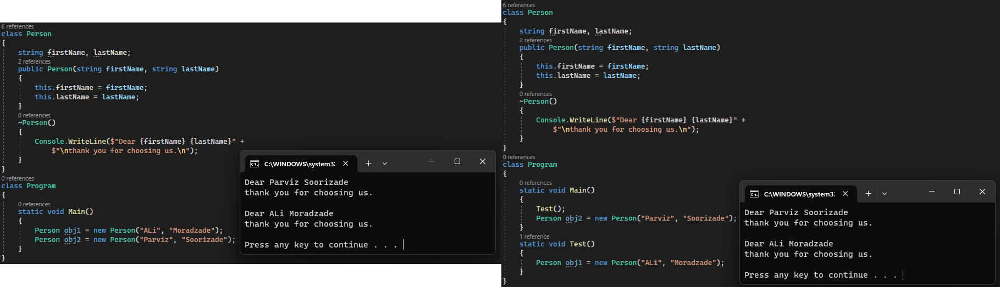 6 references
class Person
{
string firstName, lastName;
2 references
public Person(string firstName, string lastName)
{
this.firstName = firstName;
this.lastName = lastName;
}
0 references
~Person()
{
Console.WriteLine($"Dear {firstName} {lastName}" +
$"\nthank you for choosing us.\n");
}
}
0 references
class Program
{
0 references
static void Main()
{
Person obj1 = new Person("ALi", "Moradzade");
Person obj2 = new Person("Parviz", "Soorizade");
}
}
C:\WINDOWS\system32
Dear Parviz Soorizade
thank you for choosing us.
Dear ALi Moradzade
thank you for choosing us.
Press any key to continue . . .
6 references
class Person
{
string firstName, lastName;
2 references
public Person(string firstName, string lastName)
{
this.firstName = firstName;
this.lastName = lastName;
}
0 references
~Person()
{
Console.WriteLine($"Dear {firstName} {lastName}" +
$"\nthank you for choosing us.\n");
}
}
0 references
class Program
{
0 references
static void Main()
{
Test();
Person obj2 = new Person("Parviz", "Soorizade");
}
1 reference
static void Test()
{
Person obj1 = new Person("ALi", "Moradzade");
}
}
C:\WINDOWS\system32
Dear Parviz Soorizade
thank you for choosing us.
Dear ALi Moradzade
thank you for choosing us.
Press any key to continue . . .